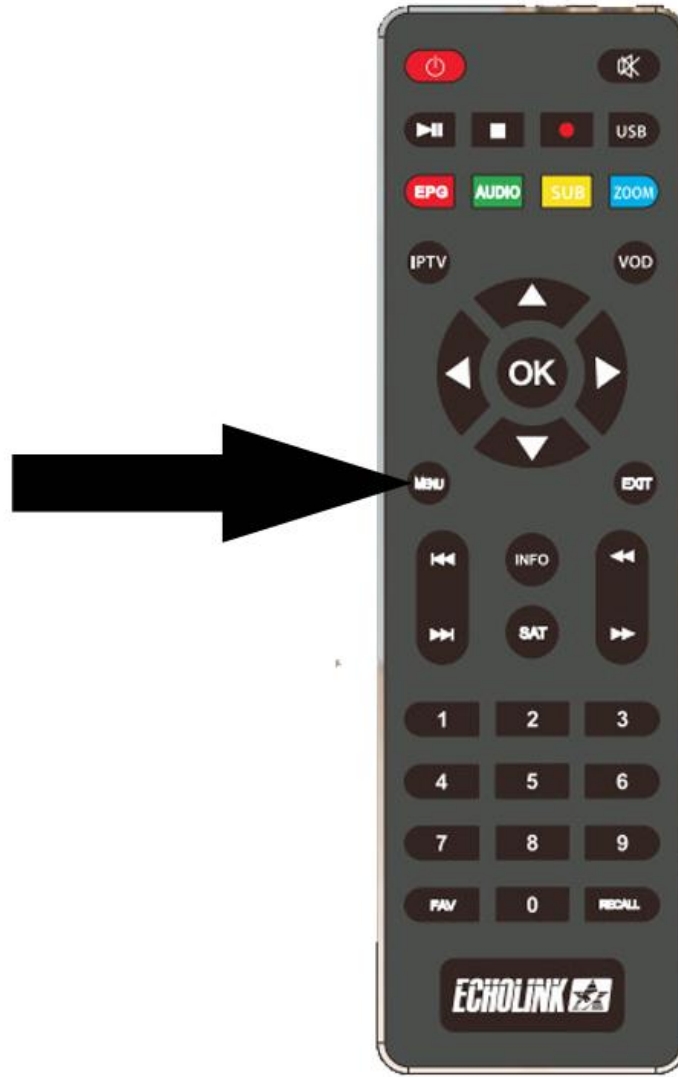 USB
EPG AUDIO SUB ZOOM
IPTV VOD
OK
MENU EXIT
INFO
SAT
1 2 3
4 5 6
7 8 9
FAV 0 RECALL
ECHOLINK